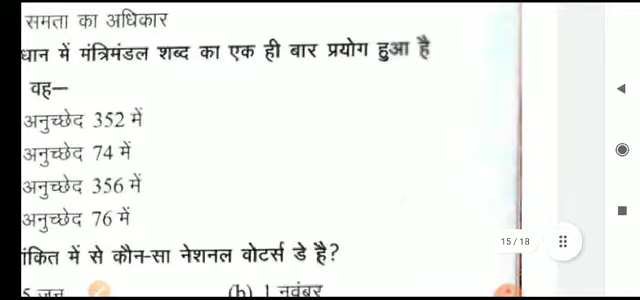 समता का अधिकार
धान में मंत्रिमंडल शब्द का एक ही बार प्रयोग हुआ है
वह—
अनुच्छेद 352 में
अनुच्छेद 74 में
अनुच्छेद 356 में
अनुच्छेद 76 में
15 / 18
ांकित में से कौन-सा नेशनल वोटर्स डे है?
(b) 1 नवंबर